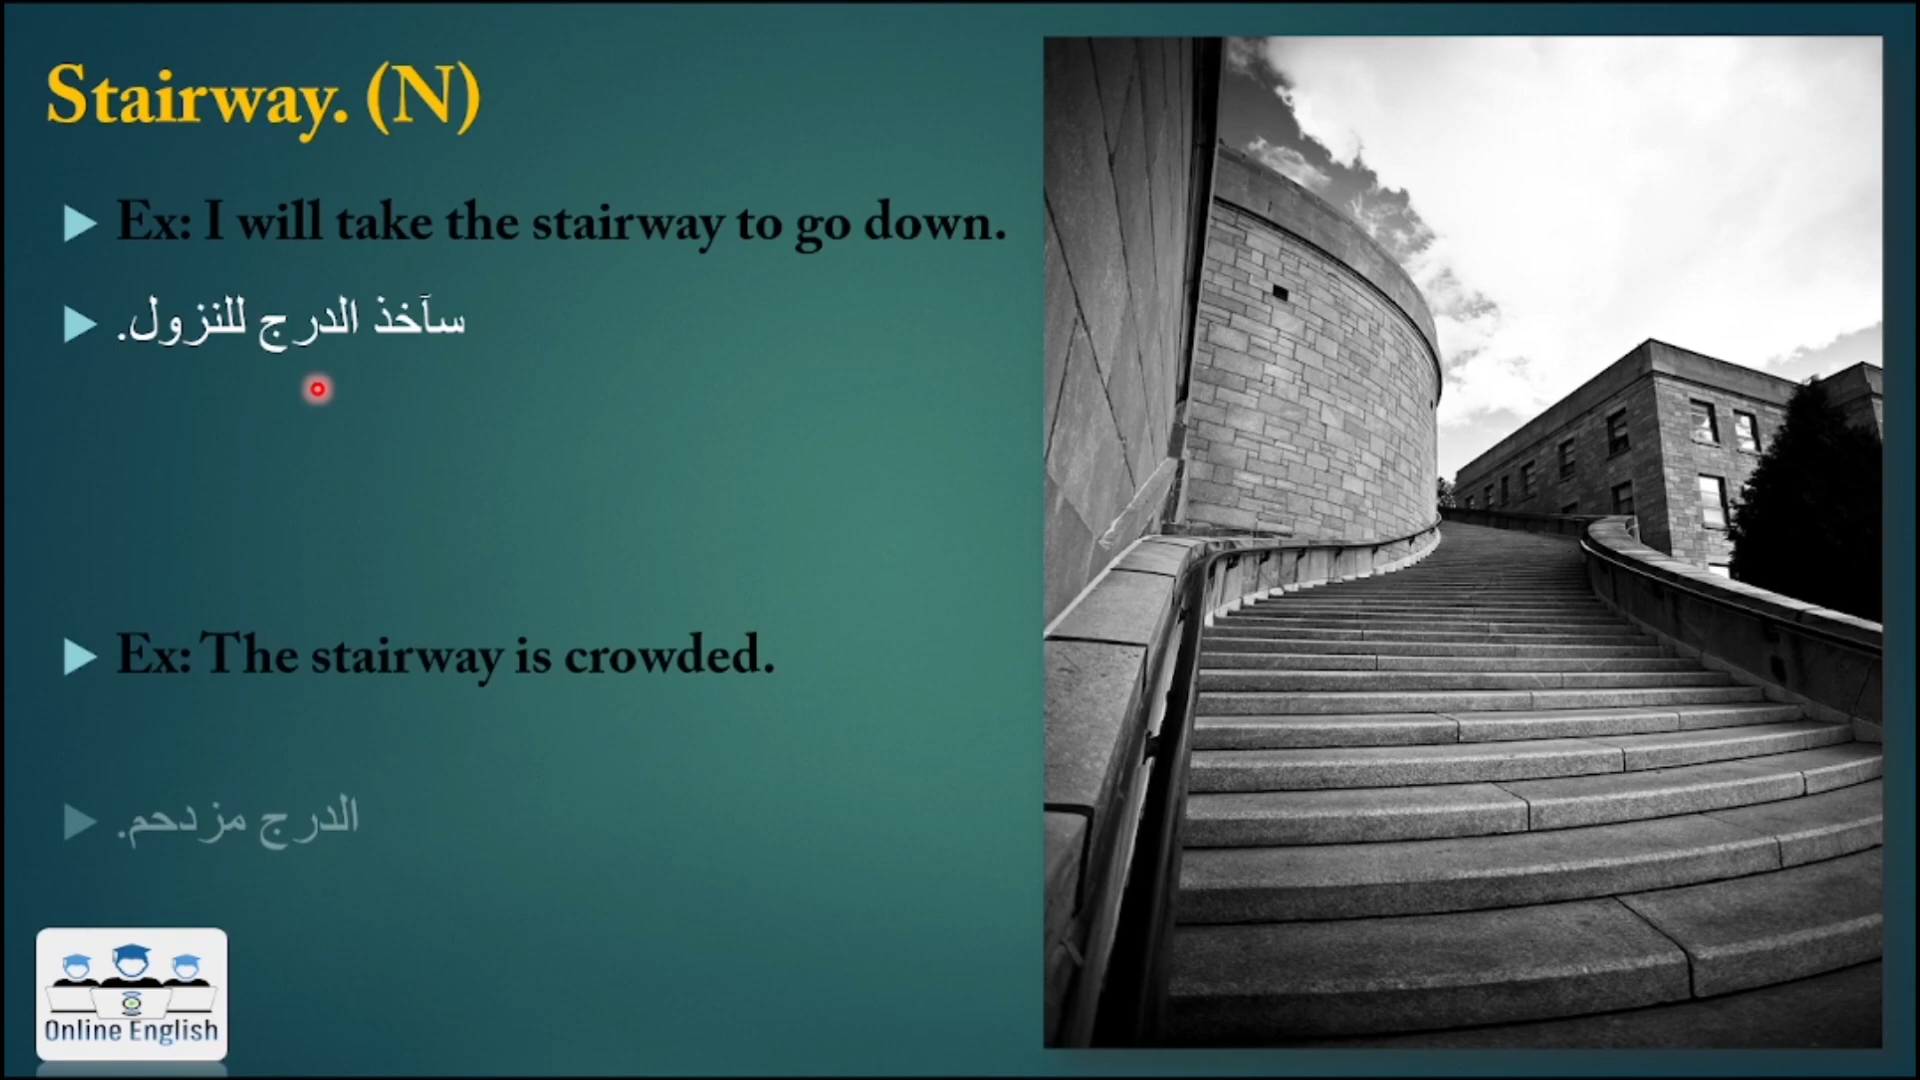 Stairway. (N)
Ex: I will take the stairway to go down.
سآخذ الدرج للنزول.
Ex: The stairway is crowded.
الدرج مزدحم.
Online English